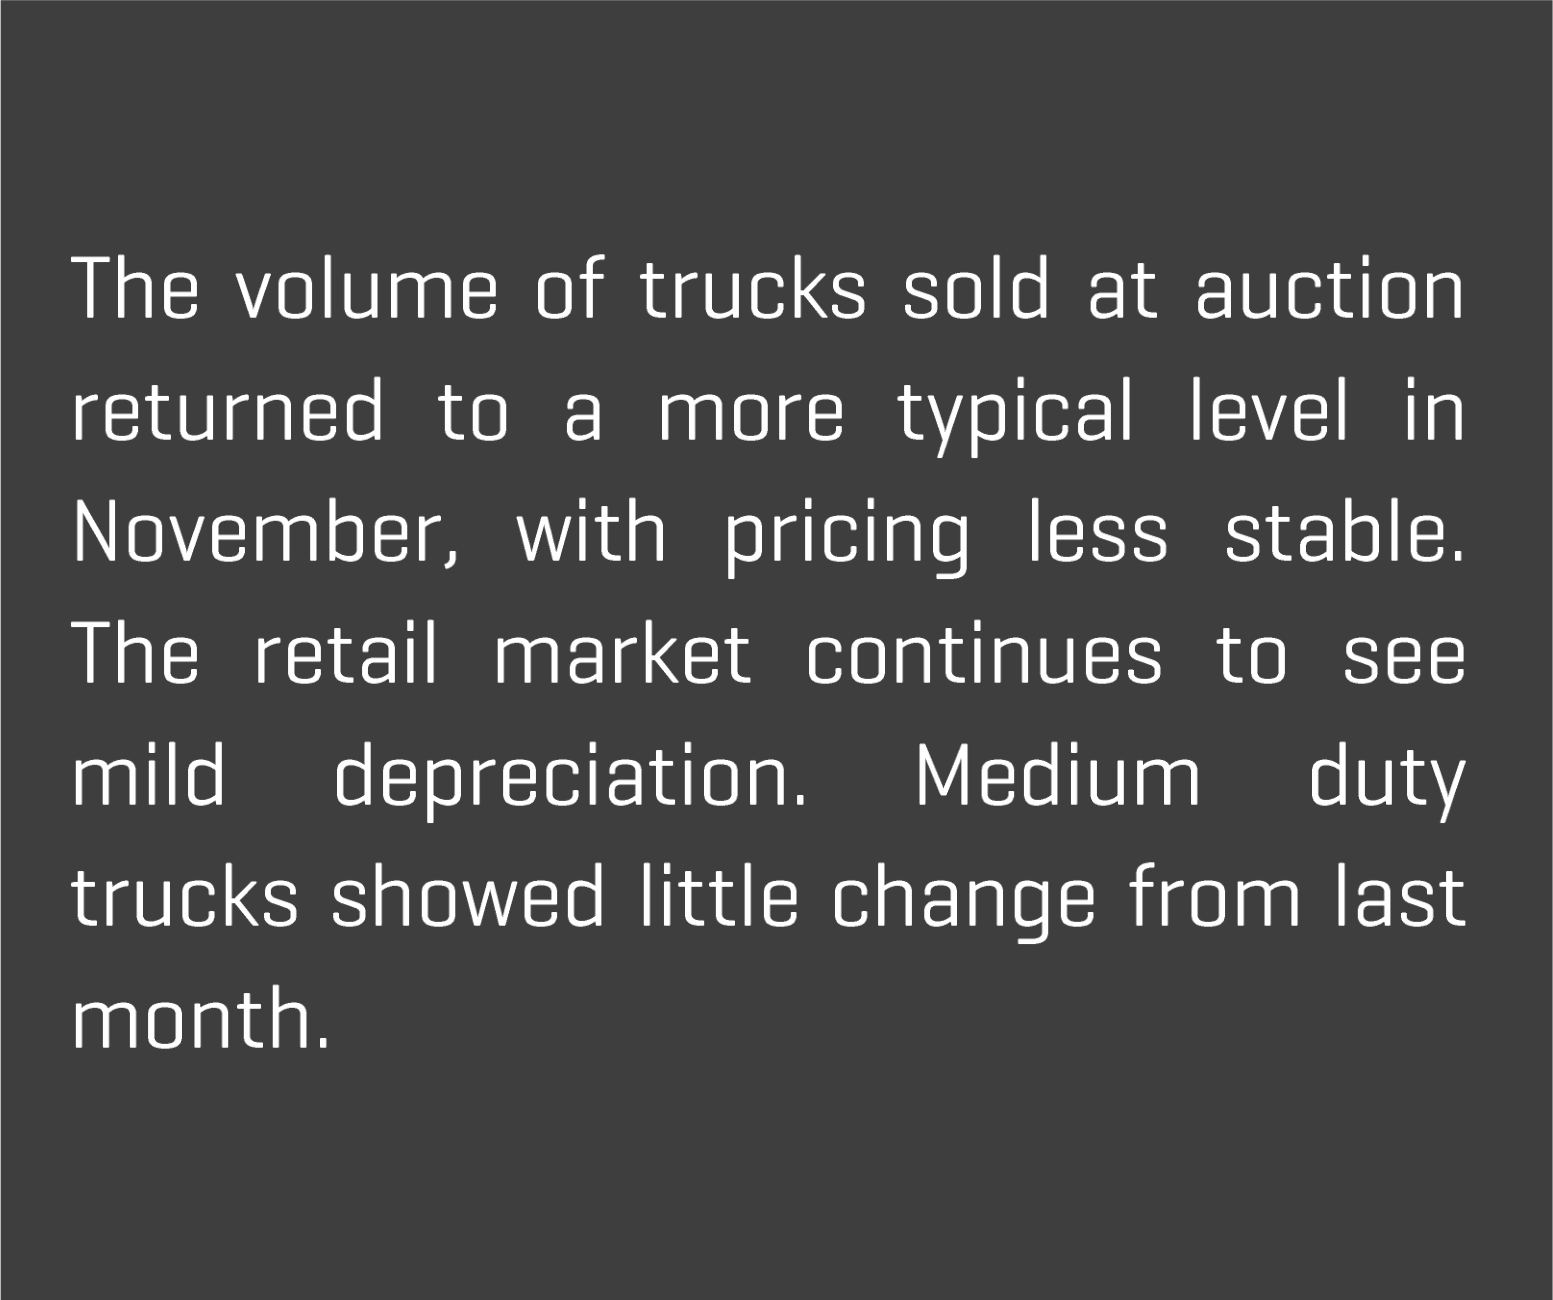 The volume of trucks sold at auction
returned to a more typical level in
November, with pricing less stable.
The retail market continues to see
mild depreciation. Medium duty
trucks showed little change from last
month.